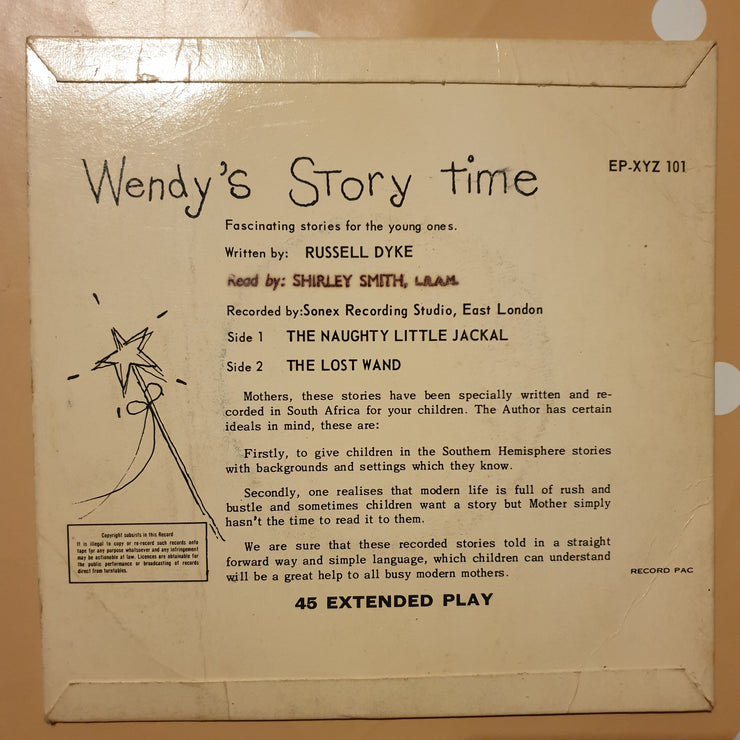 Wendy's Story time
EP-XYZ 101
Fascinating stories for the young ones.
Written by: RUSSELL DYKE
Read by: SHIRLEY SMITH, L.R.A.M.
Recorded by:Sonex Recording Studio, East London
Side 1 THE NAUGHTY LITTLE JACKAL
Side 2 THE LOST WAND
Mothers, these stories have been specially written and re-
corded in South Africa for your children. The Author has certain
ideals in mind, these are:
Firstly, to give children in the Southern Hemisphere stories
with backgrounds and settings which they know.
Secondly, one realises that modern life is full of rush and
bustle and sometimes children want a story but Mother simply
hasn't the time to read it to them.
We are sure that these recorded stories told in a straight
forward way and simple language, which children can understand
will be a great help to all busy modern mothers.
45 EXTENDED PLAY
Copyright subsists in this Record
It is illegal to copy or re-record such records onto
tape for any purpose whatsoever and any infringement
may be actionable at law. Licences are obtainable for
the public performance or broadcasting of records
direct from turntables.
RECORD PAC